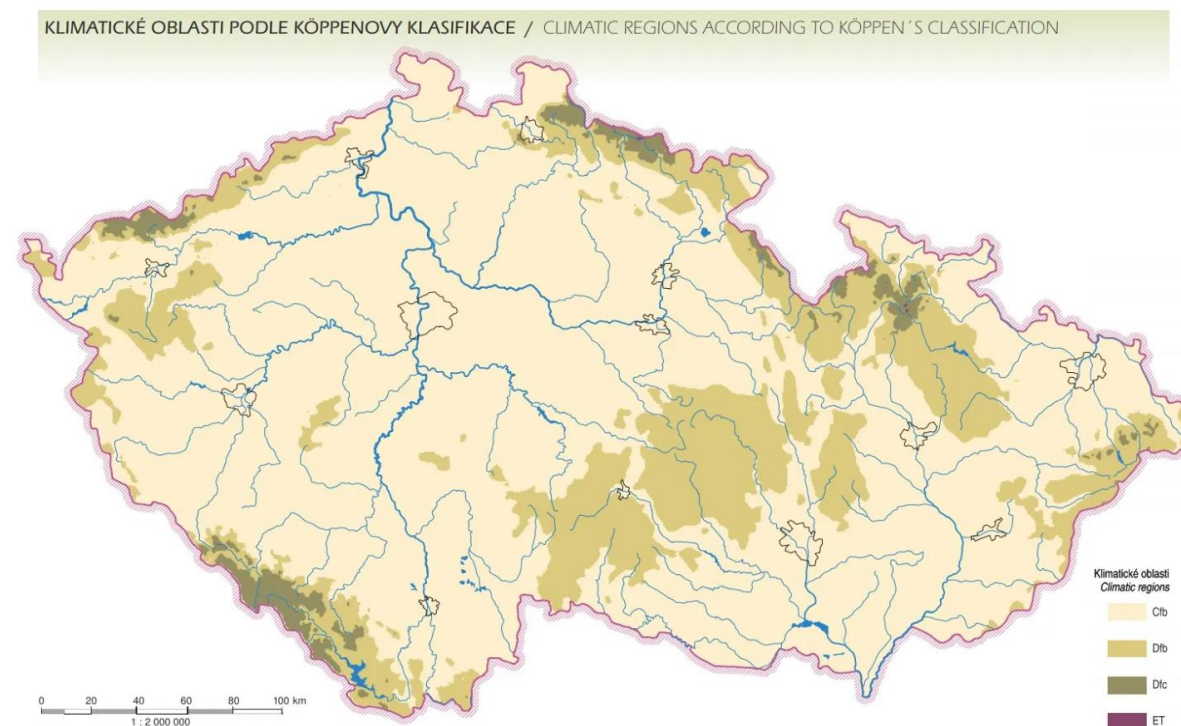 KLIMATICKÉ OBLASTI PODLE KÖPPENOVY KLASIFIKACE / CLIMATIC REGIONS ACCORDING TO KÖPPEN´S CLASSIFICATION
Klimatické oblasti
Climatic regions
Cfb
Dfb
Dfc
ET
0 20 40 60 80 100 km
1 : 2 000 000